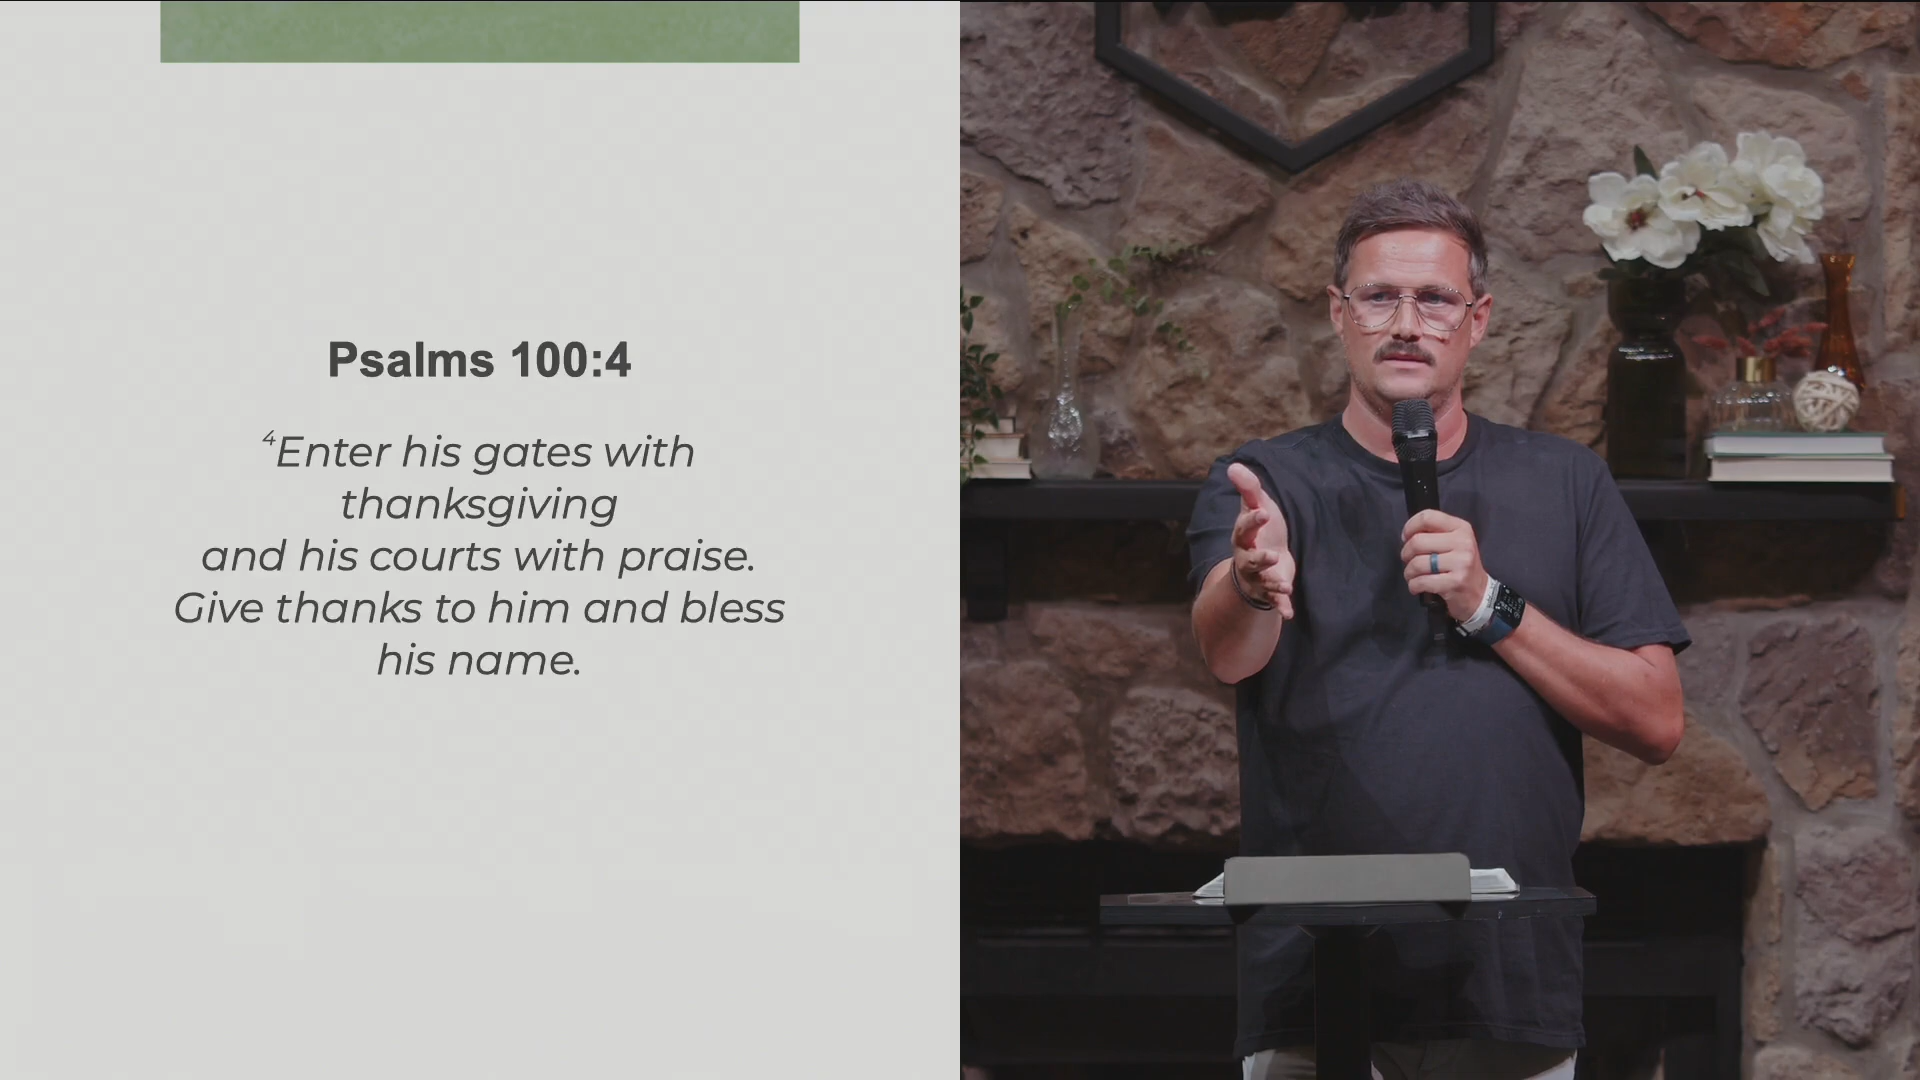 Psalms 100:4
⁴Enter his gates with
thanksgiving
and his courts with praise.
Give thanks to him and bless
his name.